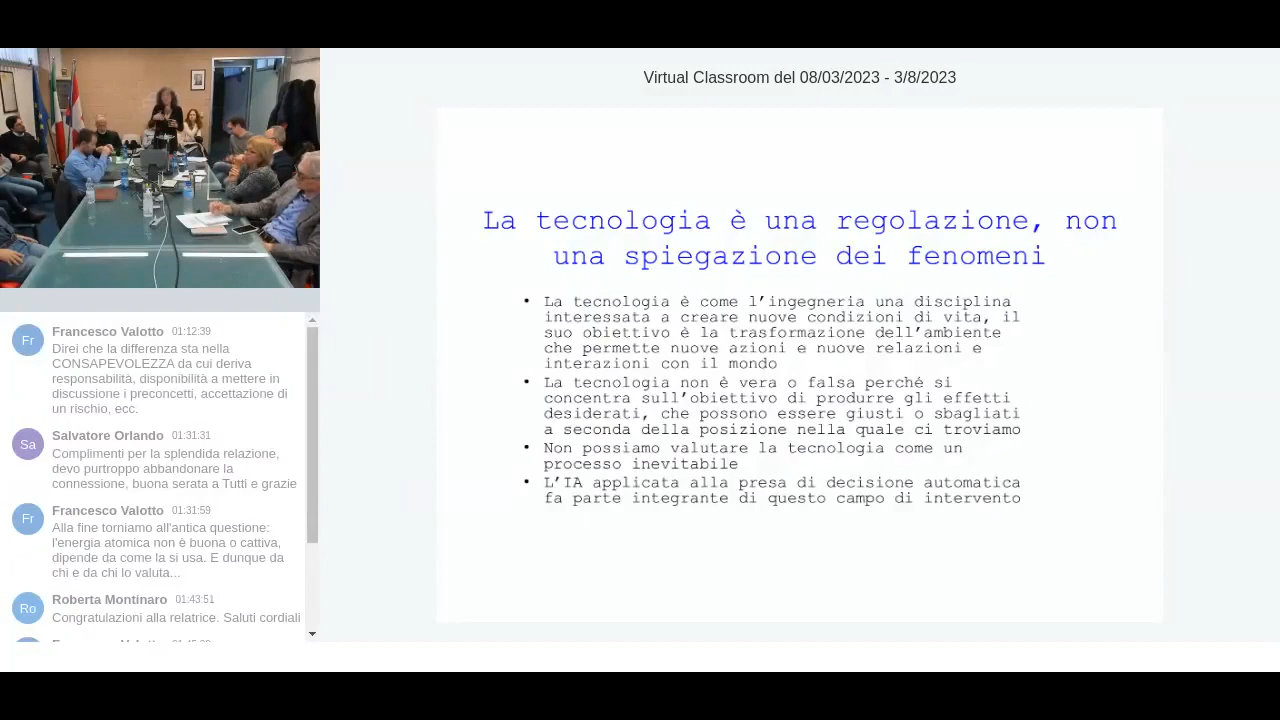 Virtual Classroom del 08/03/2023 - 3/8/2023
La tecnologia è una regolazione, non
una spiegazione dei fenomeni
• La tecnologia è come l'ingegneria una disciplina
interessata a creare nuove condizioni di vita, il
suo obiettivo è la trasformazione dell'ambiente
che permette nuove azioni e nuove relazioni e
interazioni con il mondo
• La tecnologia non è vera o falsa perché si
concentra sull'obiettivo di produrre gli effetti
desiderati, che possono essere giusti o sbagliati
a seconda della posizione nella quale ci troviamo
• Non possiamo valutare la tecnologia come un
processo inevitabile
• L'IA applicata alla presa di decisione automatica
fa parte integrante di questo campo di intervento
Fr
Francesco Valotto 01:12:39
Direi che la differenza sta nella
CONSAPEVOLEZZA da cui deriva
responsabilità, disponibilità a mettere in
discussione i preconcetti, accettazione di
un rischio, ecc.
Sa
Salvatore Orlando 01:31:31
Complimenti per la splendida relazione,
devo purtroppo abbandonare la
connessione, buona serata a Tutti e grazie
Fr
Francesco Valotto 01:31:59
Alla fine torniamo all'antica questione:
l'energia atomica non è buona o cattiva,
dipende da come la si usa. E dunque da
chi e da chi lo valuta...
Ro
Roberta Montinaro 01:43:51
Congratulazioni alla relatrice. Saluti cordiali